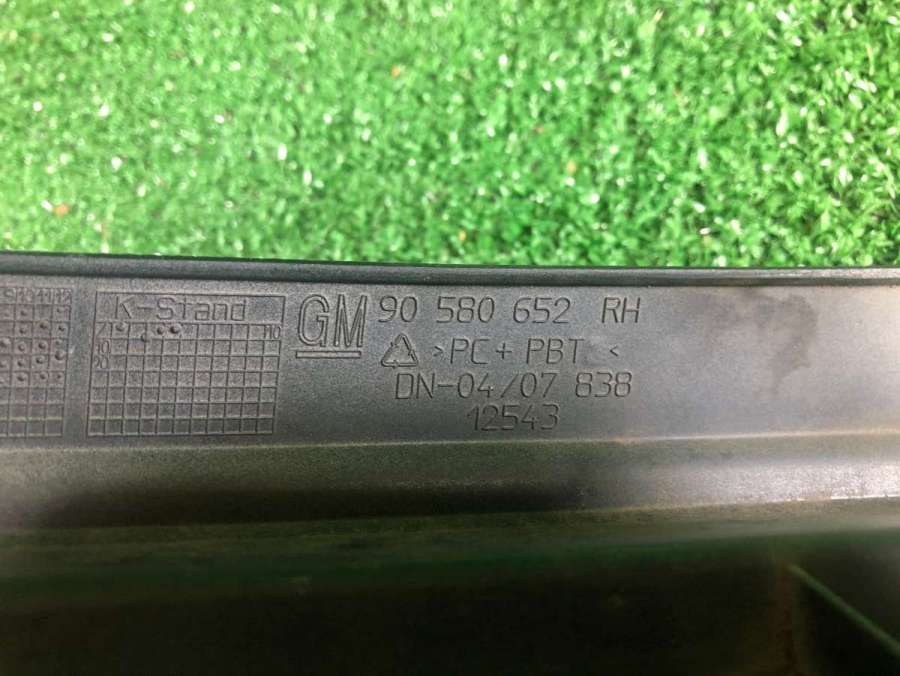 K-Stand
GM 90 580 652 RH
>PC + PBT <
DN-04/07 838
12543